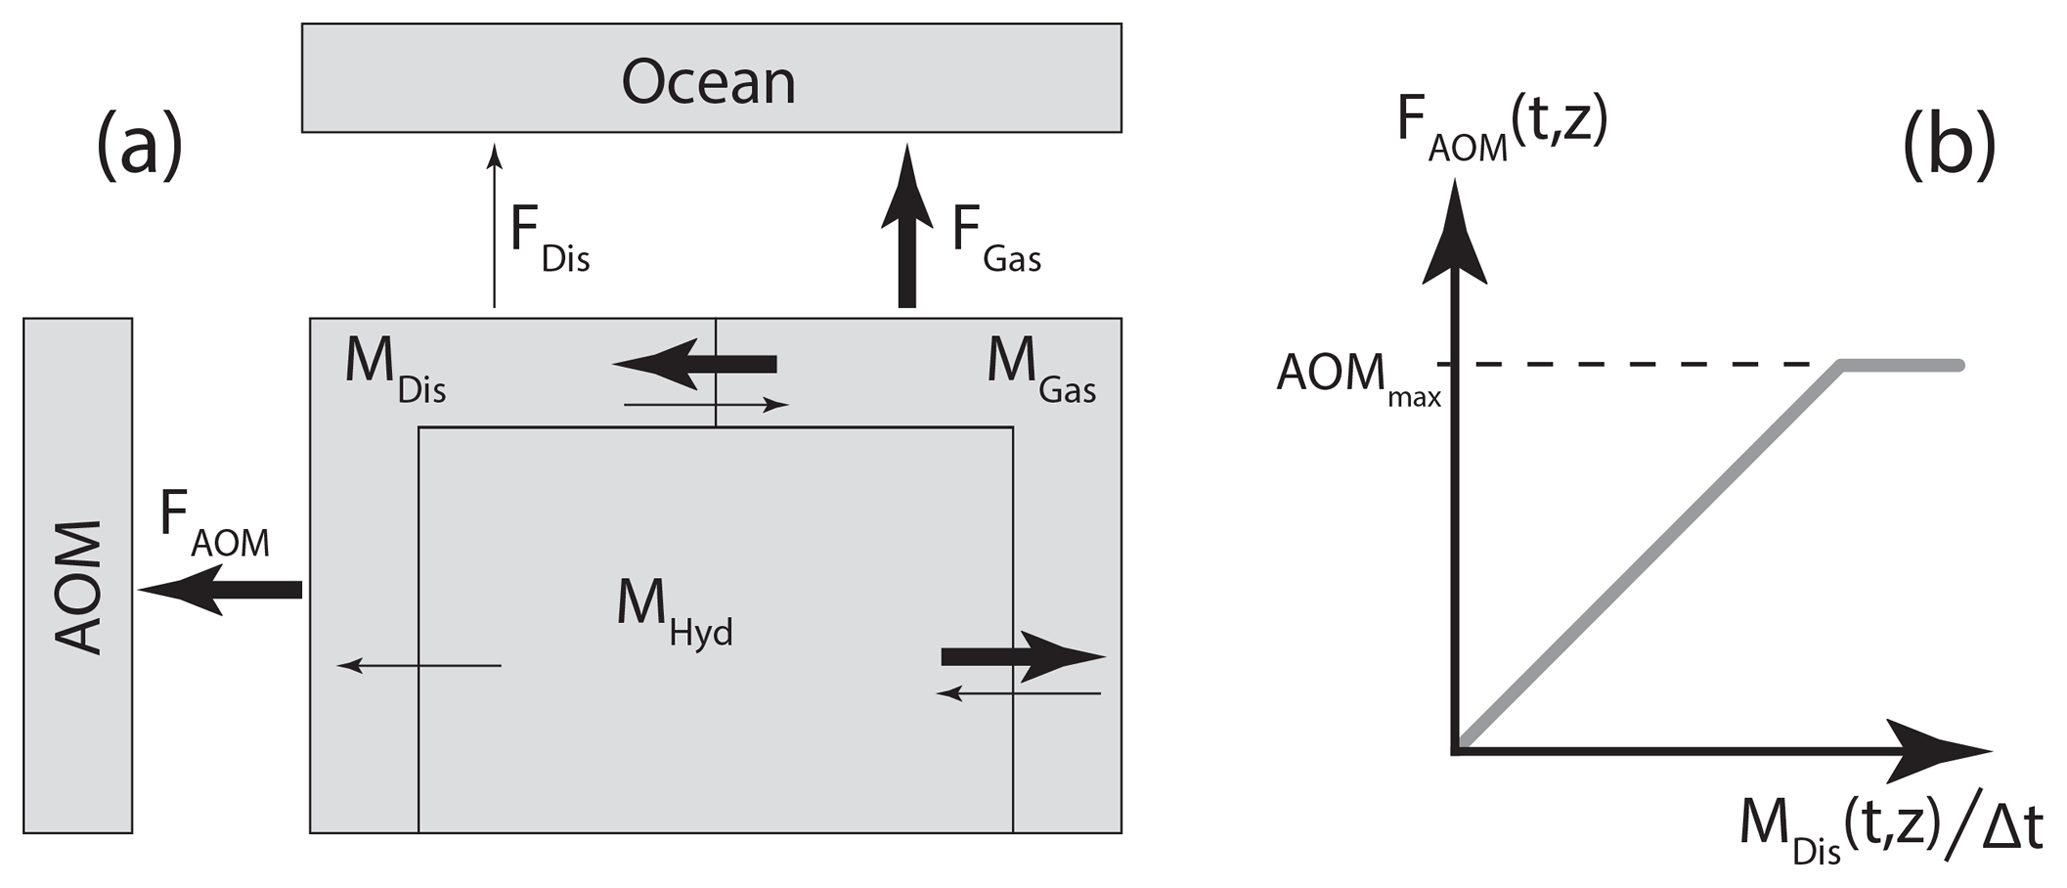 (a)
Ocean
F_Dis
F_Gas
M_Dis
M_Gas
F_AOM
AOM
M_Hyd
(b)
F_AOM(t,z)
AOM_max
M_Dis(t,z)/Δt